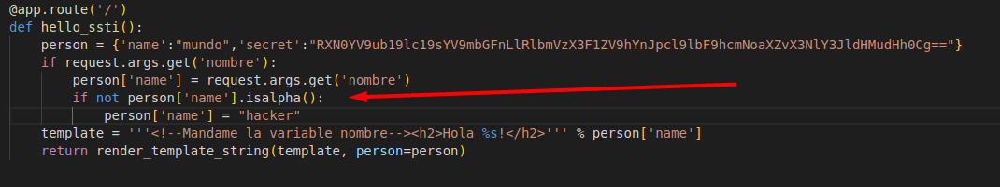 @app.route('/')
def hello_ssti():
    person = {'name':"mundo",'secret':"RXN0YV9ub19lc19sYV9mbGFnLlRlbmVzX3F1ZV9hYnJpcl9lbF9hcmNoaXZvX3NlY3JldHMudHh0Cg=="}
    if request.args.get('nombre'):
        person['name'] = request.args.get('nombre')
        if not person['name'].isalpha():
            person['name'] = "hacker"
    template = '''<!--Mandame la variable nombre--><h2>Hola %s!</h2>''' % person['name']
    return render_template_string(template, person=person)